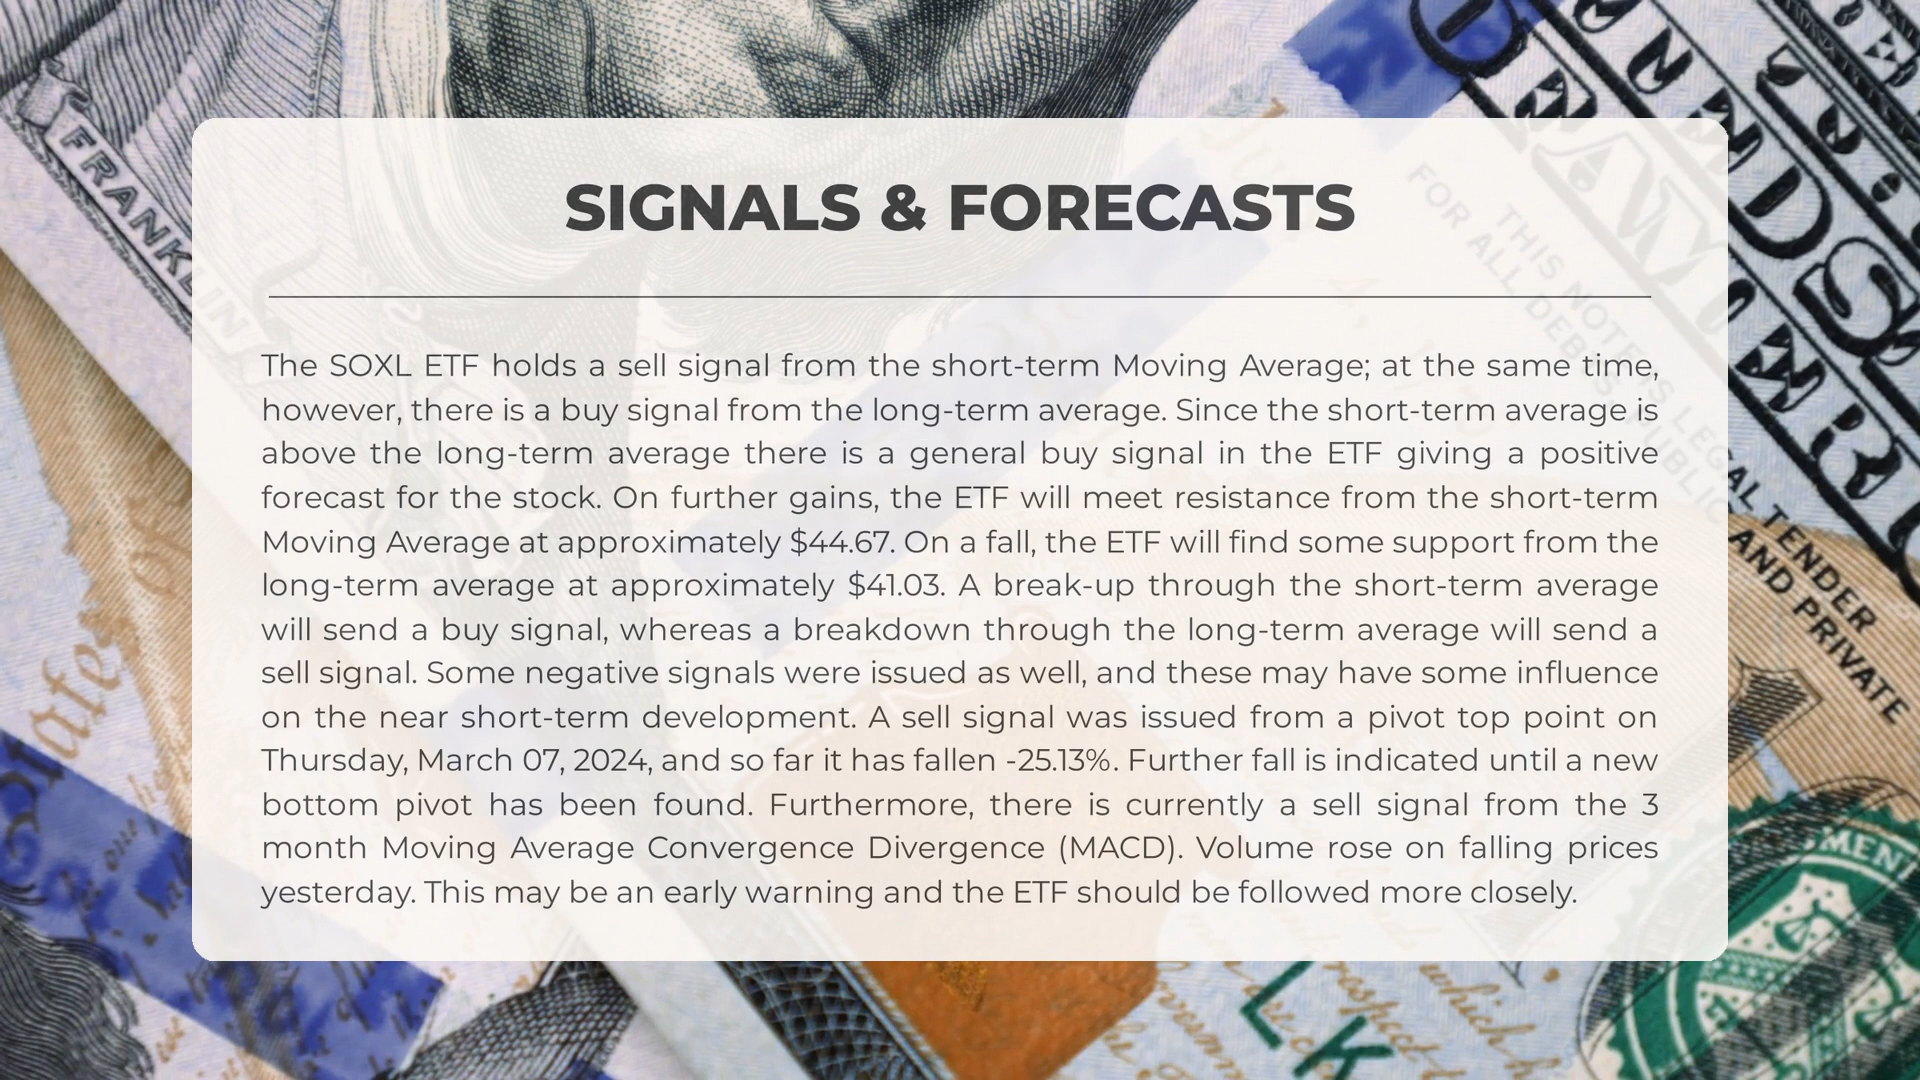 FRANKLIN
SIGNALS & FORECASTS
THIS NOTE IS LEGAL TENDER
FOR ALL DEBTS, PUBLIC AND PRIVATE
The SOXL ETF holds a sell signal from the short-term Moving Average; at the same time,
however, there is a buy signal from the long-term average. Since the short-term average is
above the long-term average there is a general buy signal in the ETF giving a positive
forecast for the stock. On further gains, the ETF will meet resistance from the short-term
Moving Average at approximately $44.67. On a fall, the ETF will find some support from the
long-term average at approximately $41.03. A break-up through the short-term average
will send a buy signal, whereas a breakdown through the long-term average will send a
sell signal. Some negative signals were issued as well, and these may have some influence
on the near short-term development. A sell signal was issued from a pivot top point on
Thursday, March 07, 2024, and so far it has fallen -25.13%. Further fall is indicated until a new
bottom pivot has been found. Furthermore, there is currently a sell signal from the 3
month Moving Average Convergence Divergence (MACD). Volume rose on falling prices
yesterday. This may be an early warning and the ETF should be followed more closely.